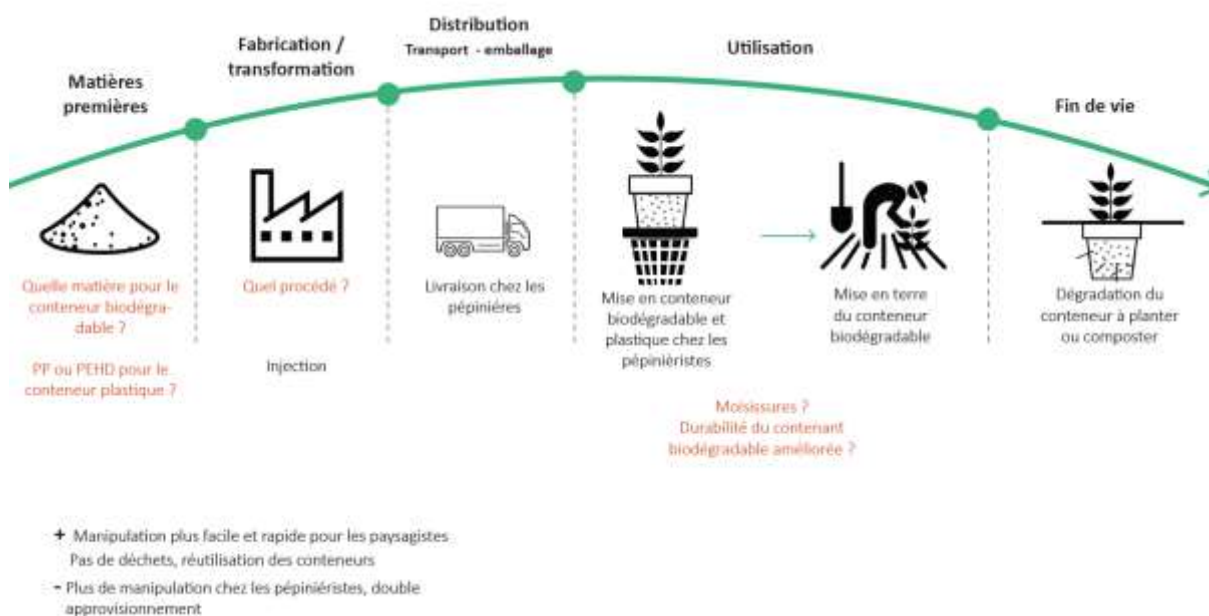 Matières
premières
Fabrication /
transformation
Distribution
Transport - emballage
Utilisation
Fin de vie
Quelle matière pour le
conteneur biodégra-
dable ?
PP ou PEHD pour le
conteneur plastique ?
Quel procédé ?
Injection
Livraison chez les
pépinières
Mise en conteneur
biodégradable et
plastique chez les
pépiniéristes
Mise en terre
du conteneur
biodégradable
Moisissures ?
Durabilité du contenant
biodégradable améliorée ?
Dégradation du
conteneur à planter
ou composter
+ Manipulation plus facile et rapide pour les paysagistes
Pas de déchets, réutilisation des conteneurs
- Plus de manipulation chez les pépiniéristes, double
approvisionnement